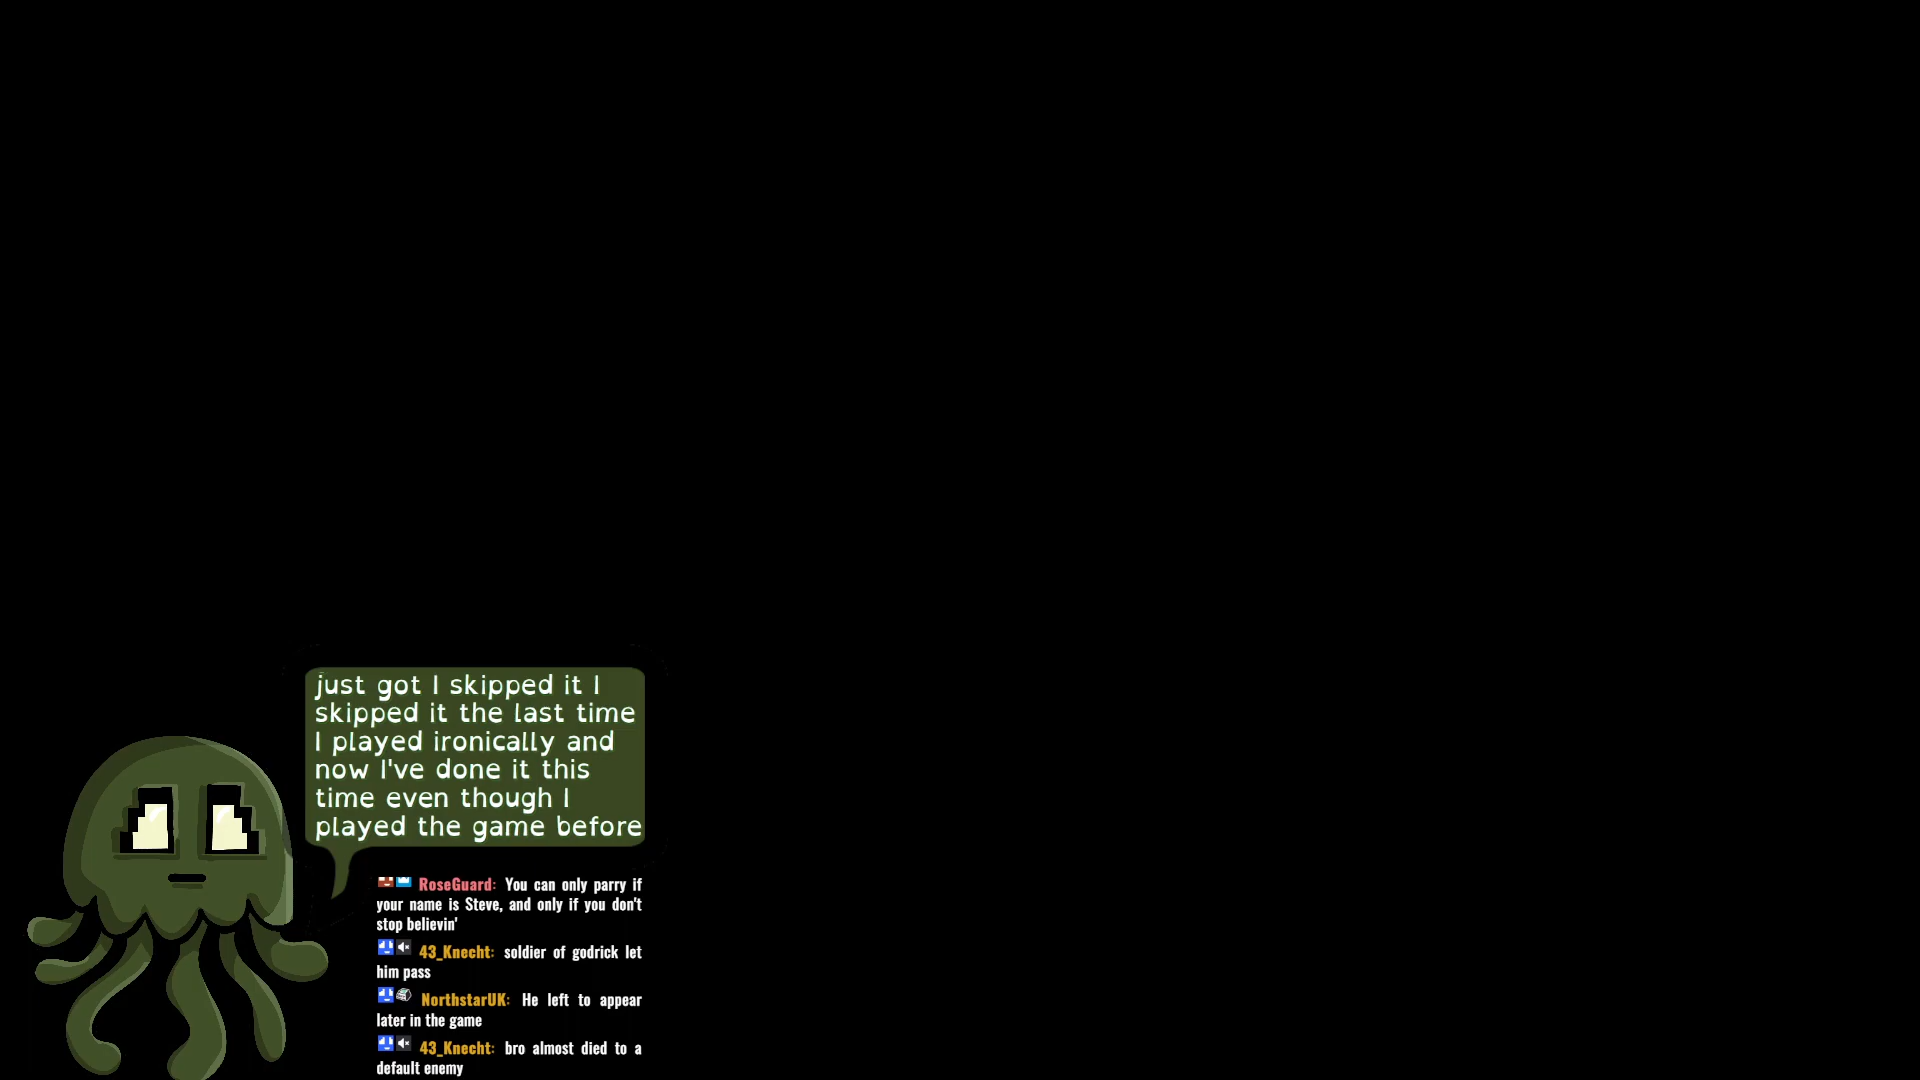 just got I skipped it I
skipped it the last time
I played ironically and
now I've done it this
time even though I
played the game before
RoseGuard: You can only parry if
your name is Steve, and only if you don't
stop believin'
43_Knecht: soldier of godrick let
him pass
NorthstarUK: He left to appear
later in the game
43_Knecht: bro almost died to a
default enemy